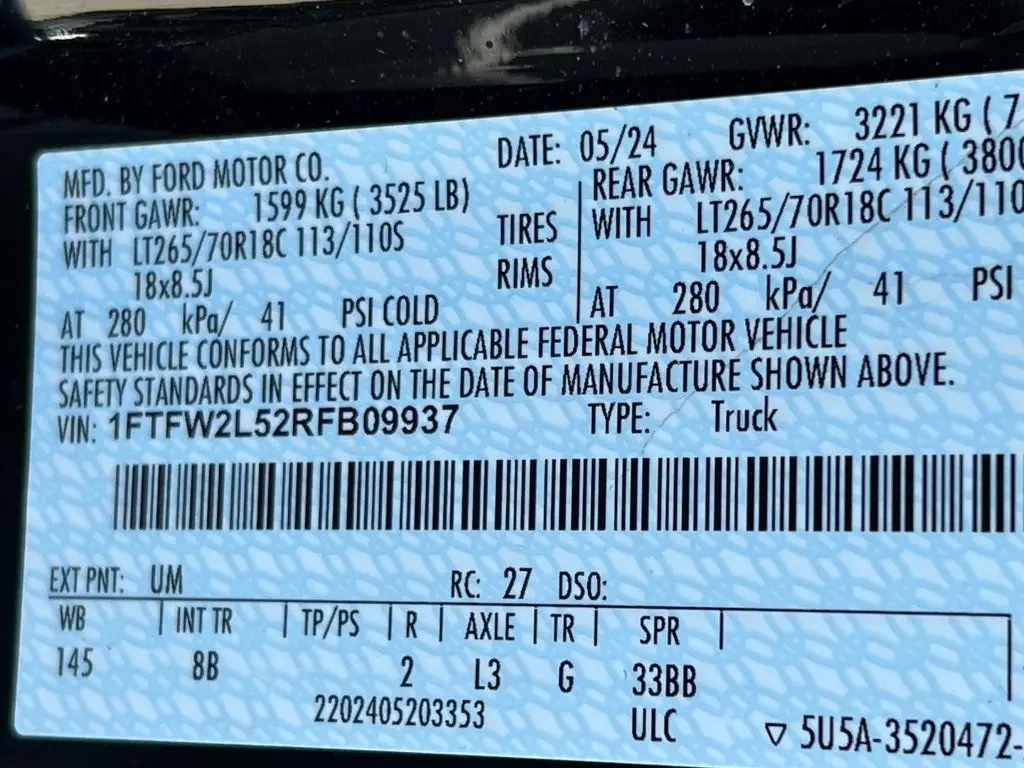 MFD. BY FORD MOTOR CO. DATE: 05/24 GVWR: 3221 KG ( 7
FRONT GAWR: 1599 KG ( 3525 LB) REAR GAWR: 1724 KG ( 3800
WITH LT265/70R18C 113/110S TIRES WITH LT265/70R18C 113/110
18x8.5J RIMS 18x8.5J
AT 280 kPa/ 41 PSI COLD AT 280 kPa/ 41 PSI
THIS VEHICLE CONFORMS TO ALL APPLICABLE FEDERAL MOTOR VEHICLE
SAFETY STANDARDS IN EFFECT ON THE DATE OF MANUFACTURE SHOWN ABOVE.
VIN: 1FTFW2L52RFB09937 TYPE: Truck
EXT PNT: UM RC: 27 DSO:
WB | INT TR | TP/PS | R | AXLE | TR | SPR |
145 8B 2 L3 G 33BB
2202405203353 ULC ▽ 5U5A-3520472-